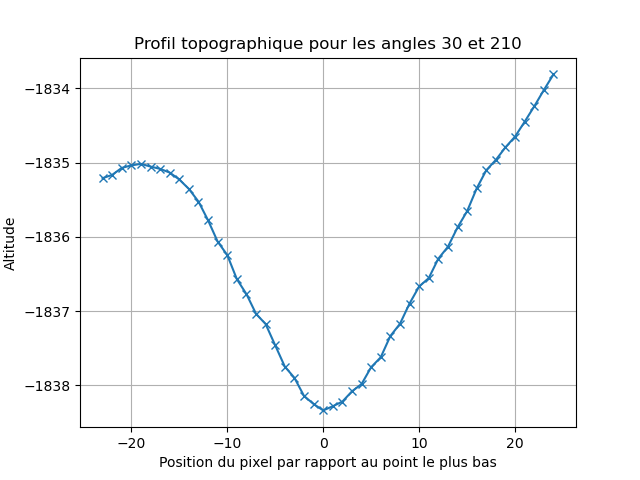 Profil topographique pour les angles 30 et 210
−1834
−1835
−1836
−1837
−1838
Altitude
−20 −10 0 10 20
Position du pixel par rapport au point le plus bas